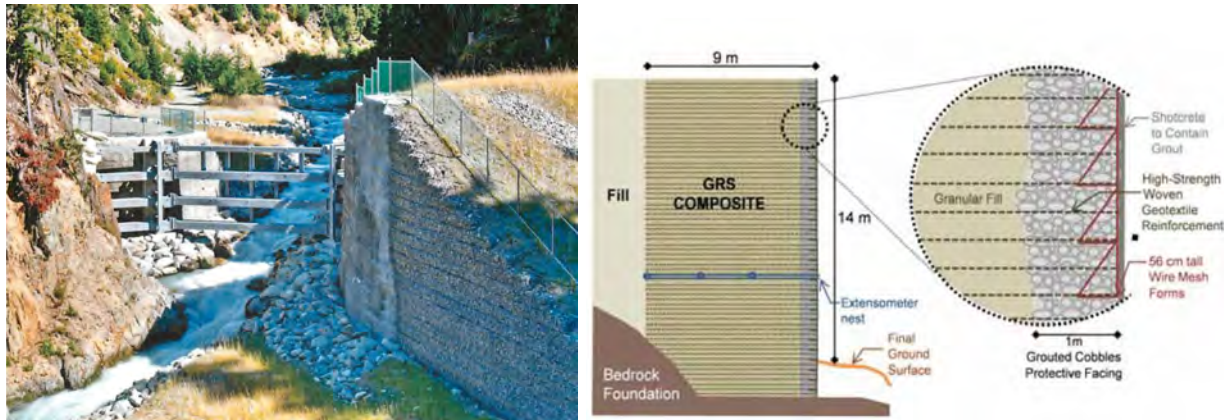 9 m
Fill
GRS
COMPOSITE
14 m
Extensometer
nest
Final
Ground
Surface
Bedrock
Foundation
Granular Fill
Shotcrete
to Contain
Grout
High-Strength
Woven
Geotextile
Reinforcement
56 cm tall
Wire Mesh
Forms
1m
Grouted Cobbles
Protective Facing